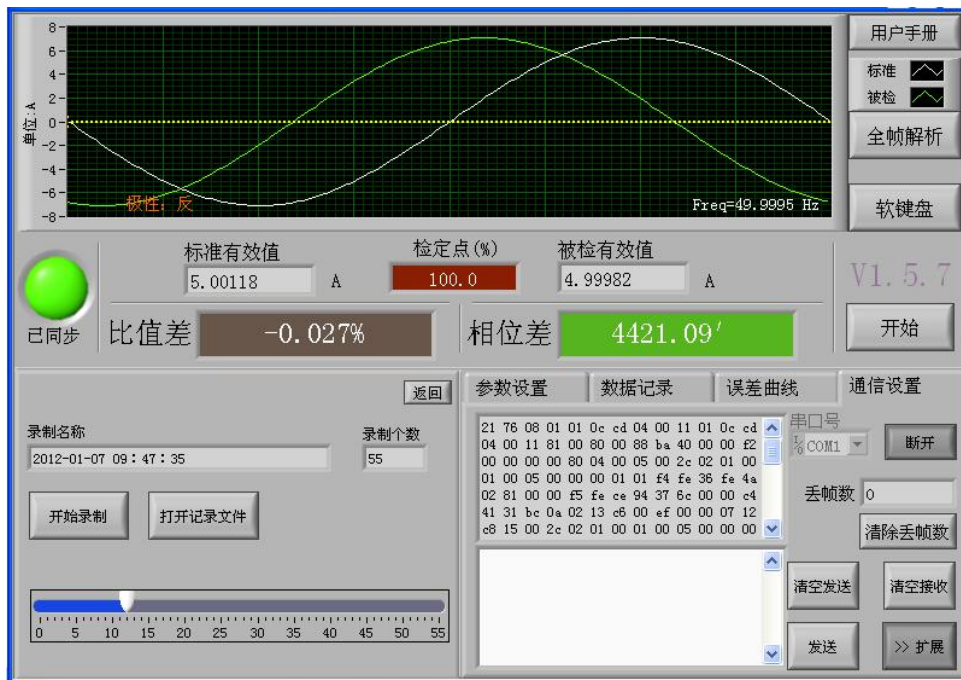 8
6
4
2
0
-2
-4
-6
-8
单位:A
极性: 反
Freq=49.9995 Hz
用户手册
标准
被检
全帧解析
软键盘
已同步
标准有效值
5.00118 A
检定点(%)
100.0
被检有效值
4.99982 A
V1.5.7
比值差 -0.027%
相位差 4421.09′
开始
返回
录制名称
2012-01-07 09:47:35
录制个数
55
开始录制
打开记录文件
0 5 10 15 20 25 30 35 40 45 50 55
参数设置 数据记录 误差曲线 通信设置
21 76 08 01 01 0c cd 04 00 11 01 0c cd
04 00 11 81 00 80 00 88 ba 40 00 00 f2
00 00 00 00 80 04 00 05 00 2c 02 01 00
01 00 05 00 00 00 01 01 f4 fe 36 fe 4a
02 81 00 00 f5 fe ce 94 37 6c 00 00 c4
41 31 bc 0a 02 13 c6 00 ef 00 00 07 12
c8 15 00 2c 02 01 00 01 00 05 00 00 00
串口号
COM1
断开
丢帧数 0
清除丢帧数
清空发送
清空接收
发送
>> 扩展